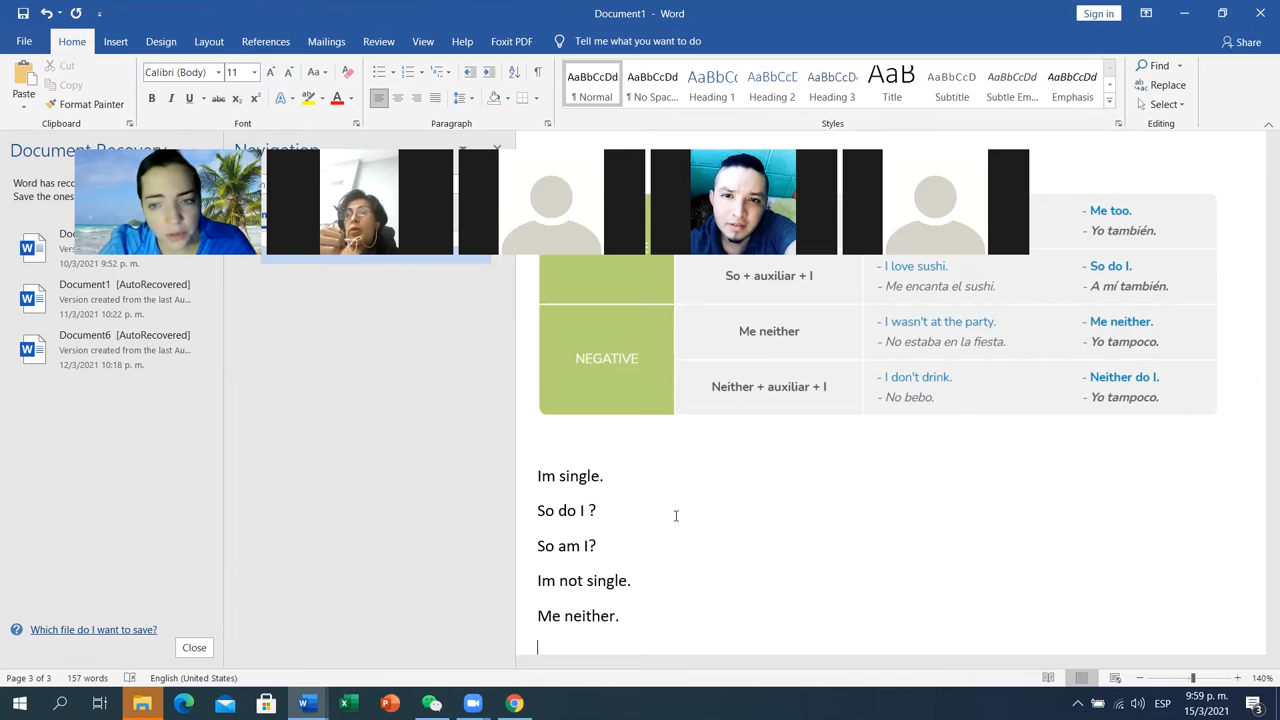 Document1 - Word
Sign in
File Home Insert Design Layout References Mailings Review View Help Foxit PDF Tell me what you want to do Share
Paste
Cut
Copy
Format Painter
Clipboard
Calibri (Body) 11
Font
Paragraph
AaBbCcDd AaBbCcDd AaBbCc AaBbCcC AaBbCcD AaB AaBbCcD AaBbCcDd AaBbCcDd
¶ Normal ¶ No Spac... Heading 1 Heading 2 Heading 3 Title Subtitle Subtle Em... Emphasis
Styles
Find
Replace
Select
Editing
Document Recovery
Navigation
Word has rec
Save the ones
10/3/2021 9:52 p. m.
Document1 [AutoRecovered]
Version created from the last Au...
11/3/2021 10:22 p. m.
Document6 [AutoRecovered]
Version created from the last Au...
12/3/2021 10:18 p. m.
Which file do I want to save?
Close
- Me too.
- Yo también.
So + auxiliar + I
- I love sushi.
- Me encanta el sushi.
- So do I.
- A mí también.
NEGATIVE
Me neither
- I wasn't at the party.
- No estaba en la fiesta.
- Me neither.
- Yo tampoco.
Neither + auxiliar + I
- I don't drink.
- No bebo.
- Neither do I.
- Yo tampoco.
Im single.
So do I ?
So am I?
Im not single.
Me neither.
Page 3 of 3 157 words English (United States) 140%
ESP
9:59 p. m.
15/3/2021